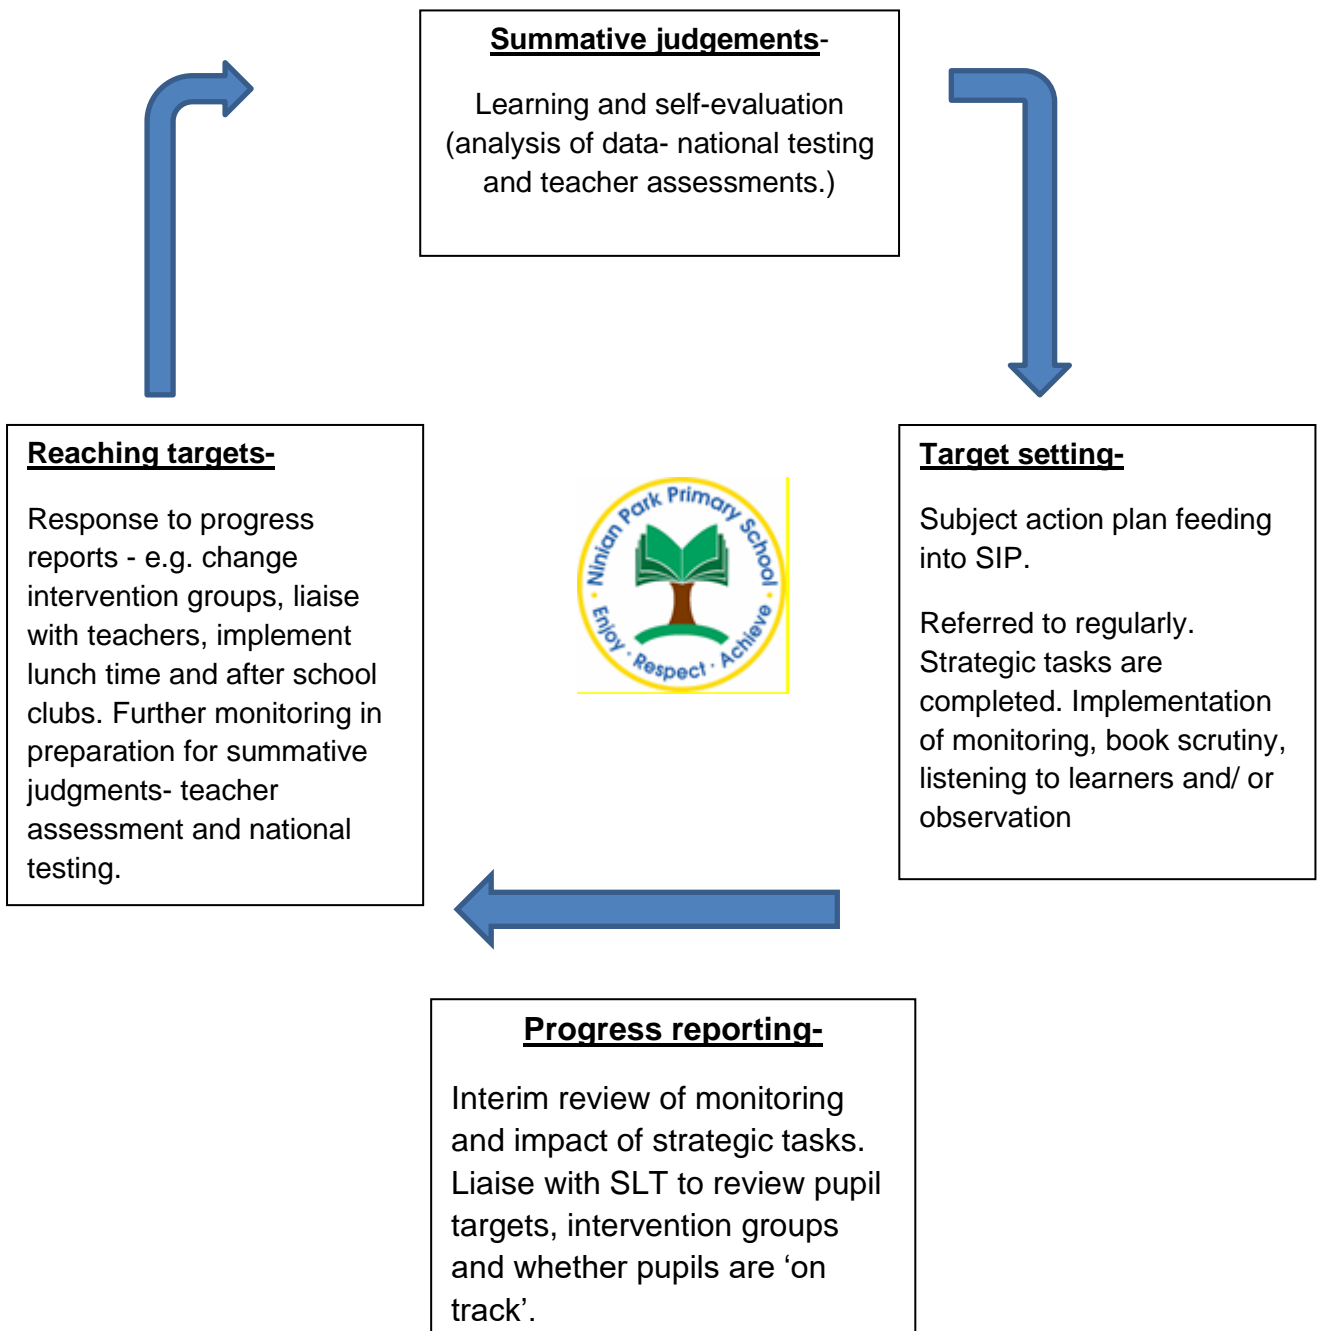 Summative judgements-
Learning and self-evaluation
(analysis of data- national testing
and teacher assessments.)
Reaching targets-
Response to progress
reports - e.g. change
intervention groups, liaise
with teachers, implement
lunch time and after school
clubs. Further monitoring in
preparation for summative
judgments- teacher
assessment and national
testing.
Ninian Park Primary School
Enjoy · Respect · Achieve
Target setting-
Subject action plan feeding
into SIP.
Referred to regularly.
Strategic tasks are
completed. Implementation
of monitoring, book scrutiny,
listening to learners and/ or
observation
Progress reporting-
Interim review of monitoring
and impact of strategic tasks.
Liaise with SLT to review pupil
targets, intervention groups
and whether pupils are ‘on
track’.